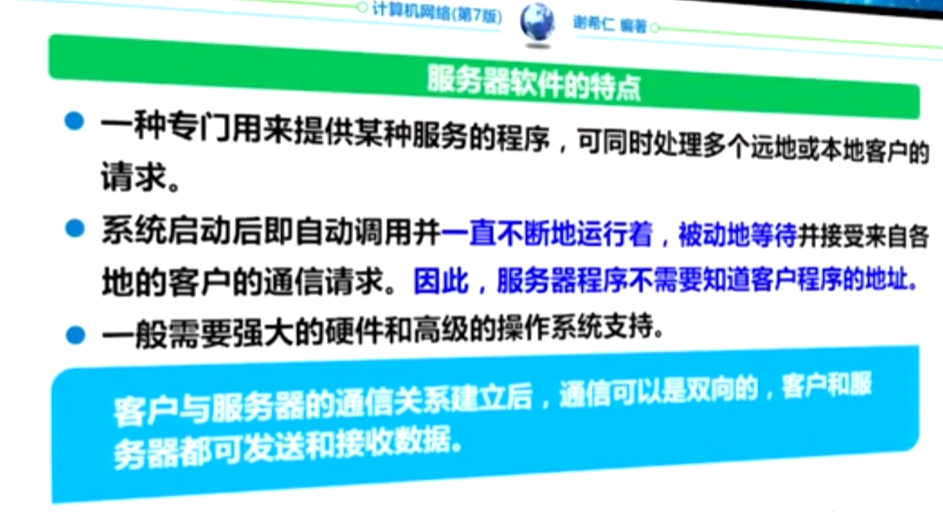 计算机网络(第7版)
谢希仁 编著
服务器软件的特点
一种专门用来提供某种服务的程序，可同时处理多个远地或本地客户的
请求。
系统启动后即自动调用并一直不断地运行着，被动地等待并接受来自各
地的客户的通信请求。因此，服务器程序不需要知道客户程序的地址。
一般需要强大的硬件和高级的操作系统支持。
客户与服务器的通信关系建立后，通信可以是双向的，客户和服
务器都可发送和接收数据。